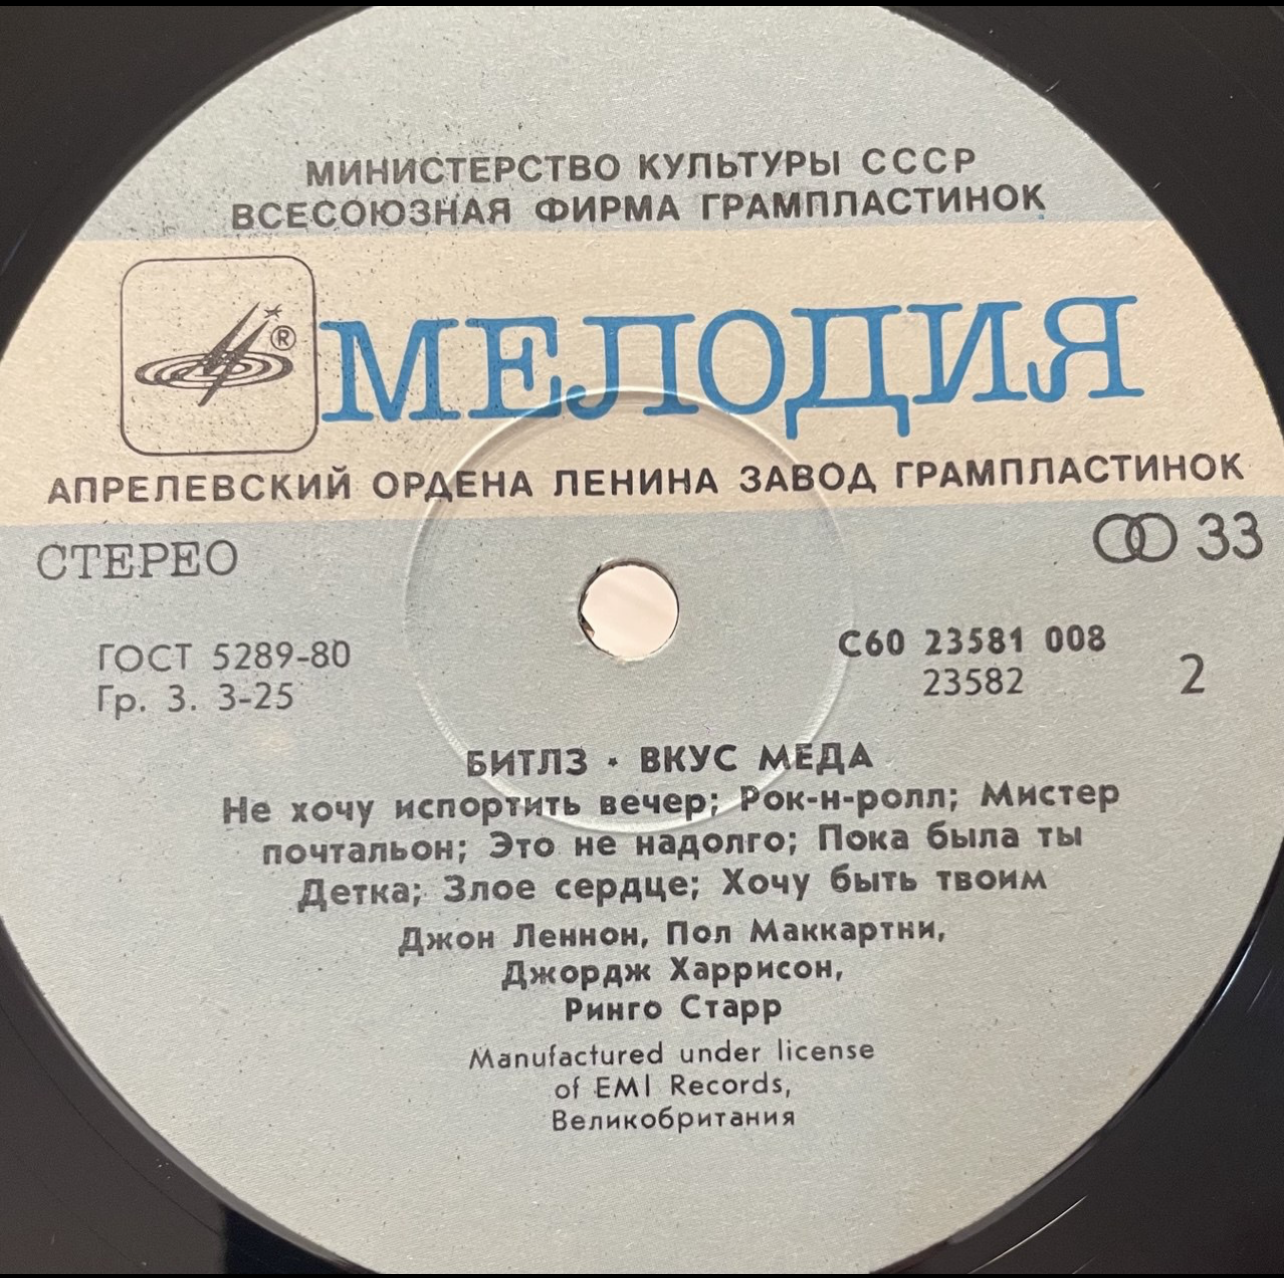 МИНИСТЕРСТВО КУЛЬТУРЫ СССР
ВСЕСОЮЗНАЯ ФИРМА ГРАМПЛАСТИНОК
® МЕЛОДИЯ
АПРЕЛЕВСКИЙ ОРДЕНА ЛЕНИНА ЗАВОД ГРАМПЛАСТИНОК
СТЕРЕО
33
ГОСТ 5289-80
Гр. 3. 3-25
С60 23581 008
23582
2
БИТЛЗ · ВКУС МЕДА
Не хочу испортить вечер; Рок-н-ролл; Мистер
почтальон; Это не надолго; Пока была ты
Детка; Злое сердце; Хочу быть твоим
Джон Леннон, Пол Маккартни,
Джордж Харрисон,
Ринго Старр
Manufactured under license
of EMI Records,
Великобритания